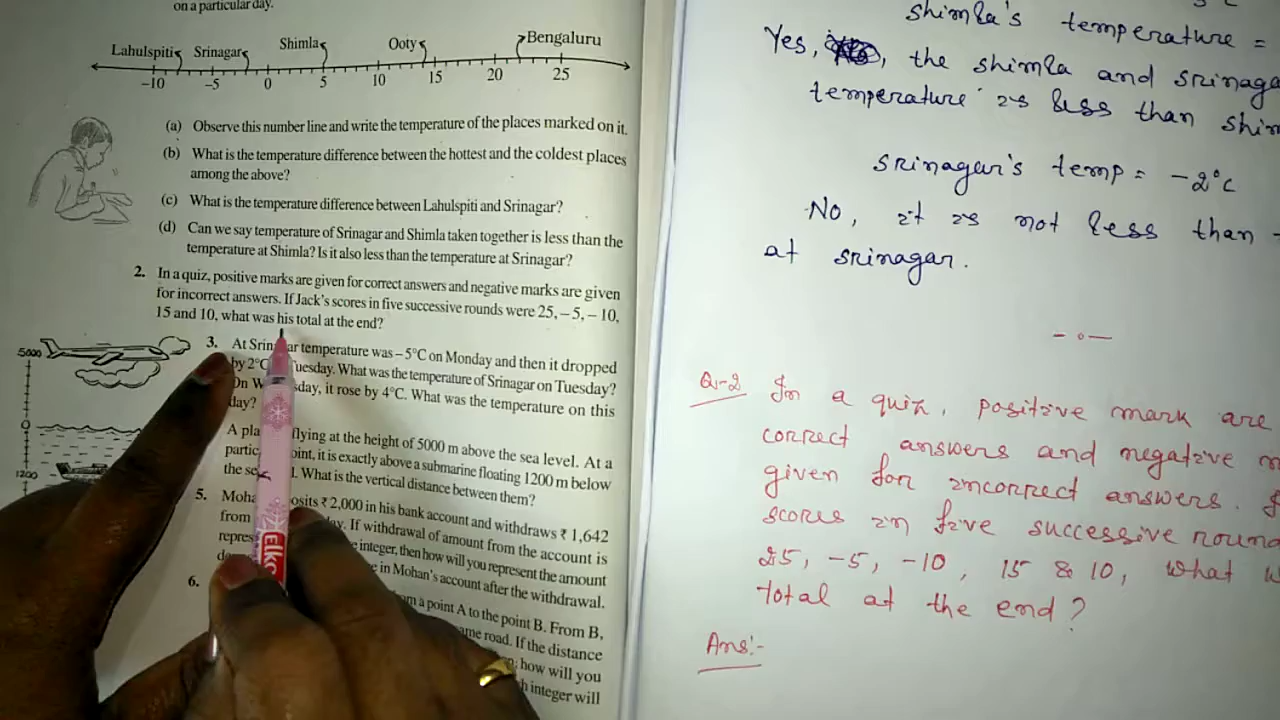 on a particular day.
Lahulspiti Srinagar Shimla Ooty Bengaluru
–10 –5 0 5 10 15 20 25
(a) Observe this number line and write the temperature of the places marked on it.
(b) What is the temperature difference between the hottest and the coldest places
among the above?
(c) What is the temperature difference between Lahulspiti and Srinagar?
(d) Can we say temperature of Srinagar and Shimla taken together is less than the
temperature at Shimla? Is it also less than the temperature at Srinagar?
2. In a quiz, positive marks are given for correct answers and negative marks are given
for incorrect answers. If Jack's scores in five successive rounds were 25, – 5, – 10,
15 and 10, what was his total at the end?
3. At temperature was – 5°C on Monday and then it dropped
by 2°C Tuesday. What was the temperature of Srinagar on Tuesday?
On it rose by 4°C. What was the temperature on this
day?
A flying at the height of 5000 m above the sea level. At a
it is exactly above a submarine floating 1200 m below
the What is the vertical distance between them?
5. ₹ 2,000 in his bank account and withdraws ₹ 1,642
from If withdrawal of amount from the account is
integer, then how will you represent the amount
in Mohan's account after the withdrawal.
6. a point A to the point B. From B,
road. If the distance
how will you
integer will
5000
0
1200
Elko
Shimla's temperature =
Yes, the shimla and
temperature is less than
Srinagar's temp = -2°C
No, it is not less than
at srinagar.
Q-2 In a quiz, positive mark are
correct answers and negative
given for incorrect answers.
scores in five successive
25, -5, -10, 15 & 10, what
total at the end?
Ans:-